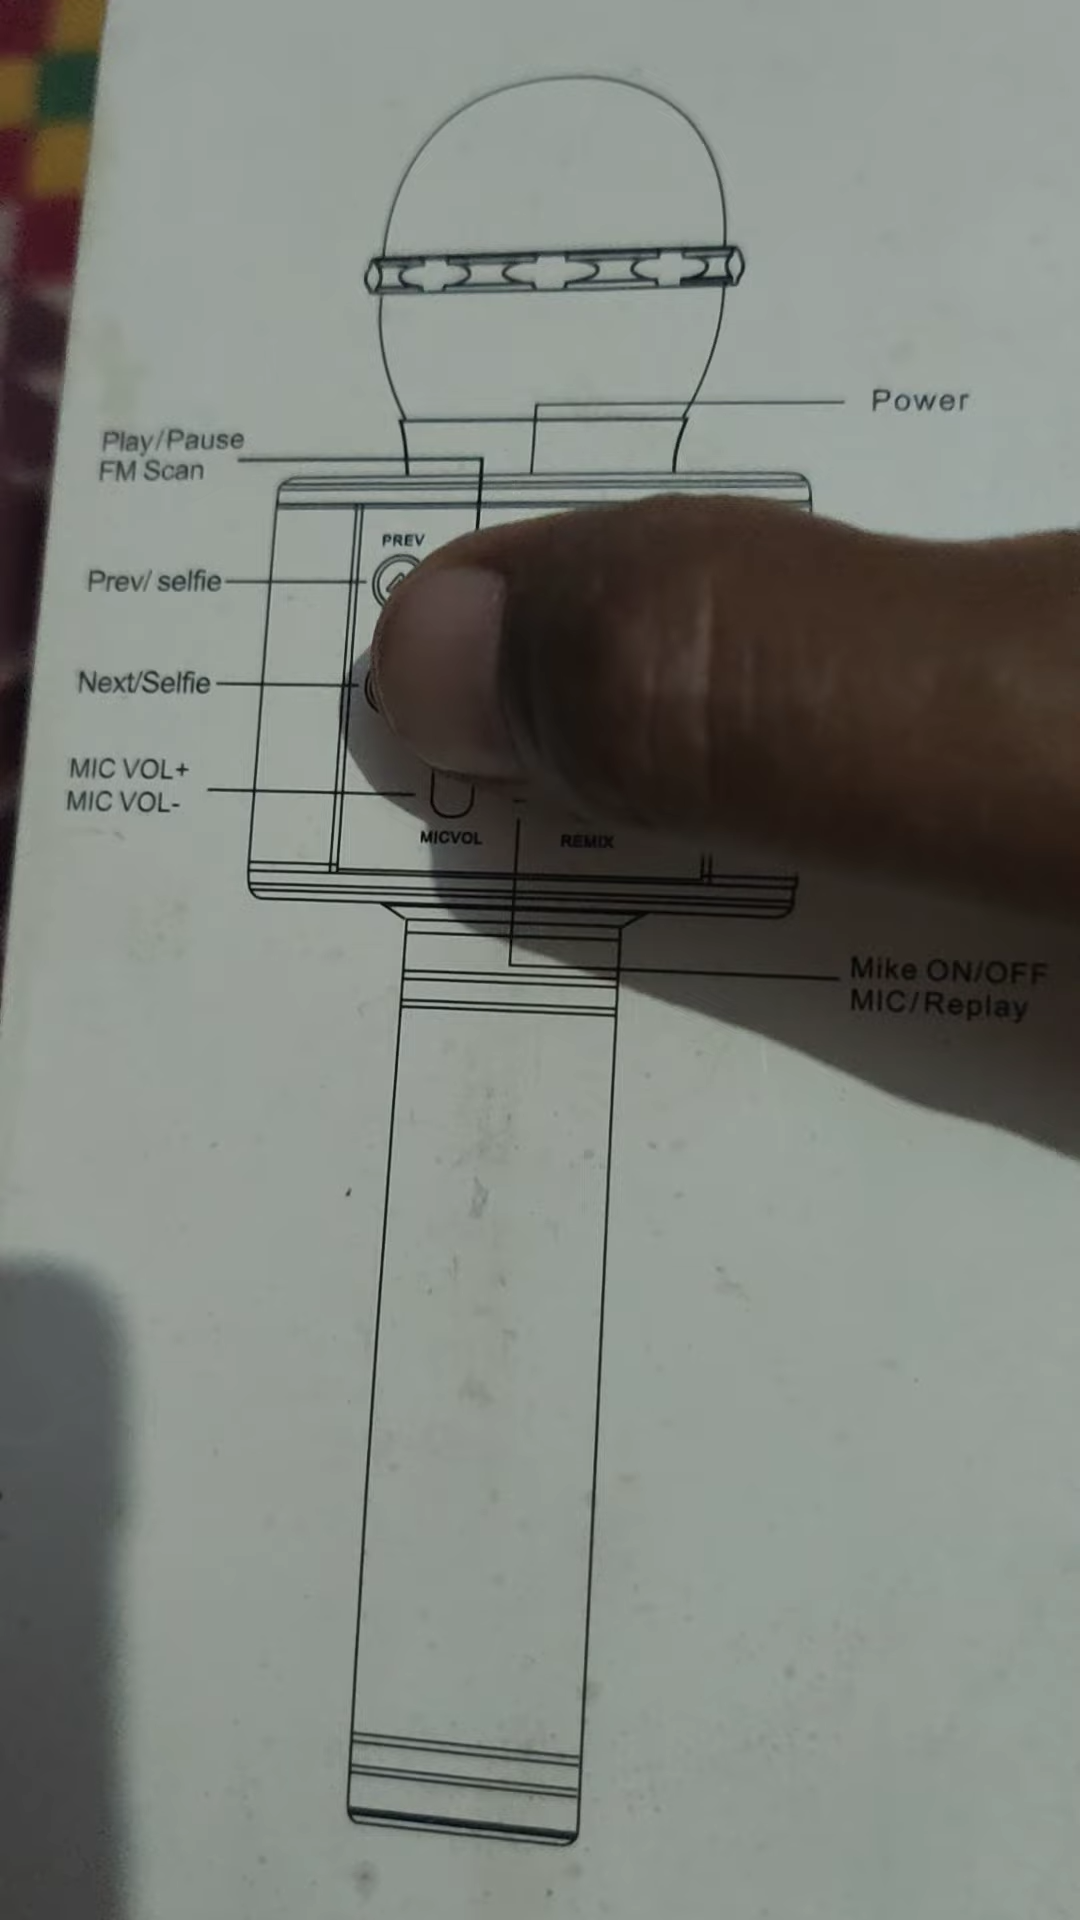 Power
Play/Pause
FM Scan
PREV
Prev/ selfie
Next/Selfie
MIC VOL+
MIC VOL-
MICVOL
REMIX
Mike ON/OFF
MIC/Replay